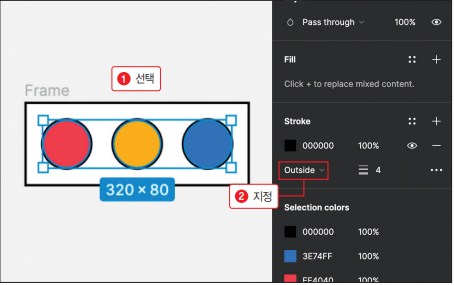 Pass through 100%
Fill
Click + to replace mixed content.
Stroke
000000 100%
Outside 4
Selection colors
000000 100%
3E74FF 100%
FF4040 100%
Frame
1 선택
320 × 80
2 지정